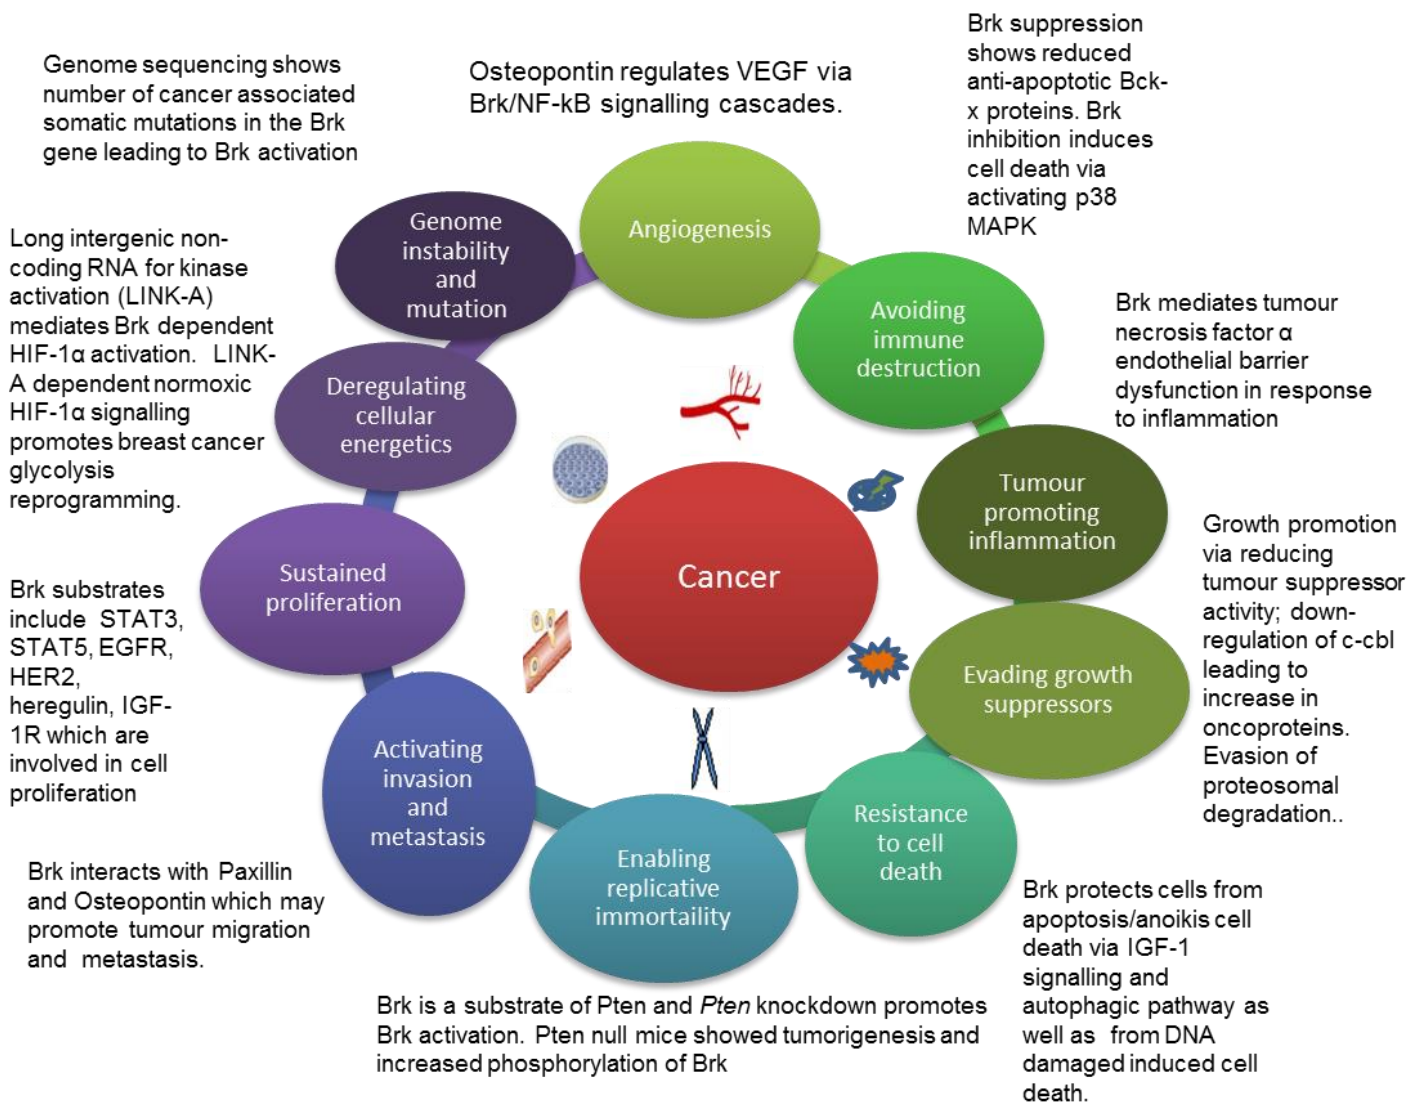 Genome sequencing shows
number of cancer associated
somatic mutations in the Brk
gene leading to Brk activation
Osteopontin regulates VEGF via
Brk/NF-kB signalling cascades.
Brk suppression
shows reduced
anti-apoptotic Bck-
x proteins. Brk
inhibition induces
cell death via
activating p38
MAPK
Genome
instability
and
mutation
Angiogenesis
Avoiding
immune
destruction
Long intergenic non-
coding RNA for kinase
activation (LINK-A)
mediates Brk dependent
HIF-1α activation. LINK-
A dependent normoxic
HIF-1α signalling
promotes breast cancer
glycolysis
reprogramming.
Deregulating
cellular
energetics
Brk mediates tumour
necrosis factor α
endothelial barrier
dysfunction in response
to inflammation
Tumour
promoting
inflammation
Sustained
proliferation
Cancer
Growth promotion
via reducing
tumour suppressor
activity; down-
regulation of c-cbl
leading to
increase in
oncoproteins.
Evasion of
proteosomal
degradation..
Brk substrates
include STAT3,
STAT5, EGFR,
HER2,
heregulin, IGF-
1R which are
involved in cell
proliferation
Evading growth
suppressors
Activating
invasion
and
metastasis
Resistance
to cell
death
Enabling
replicative
immortaility
Brk interacts with Paxillin
and Osteopontin which may
promote tumour migration
and metastasis.
Brk protects cells from
apoptosis/anoikis cell
death via IGF-1
signalling and
autophagic pathway as
well as from DNA
damaged induced cell
death.
Brk is a substrate of Pten and Pten knockdown promotes
Brk activation. Pten null mice showed tumorigenesis and
increased phosphorylation of Brk